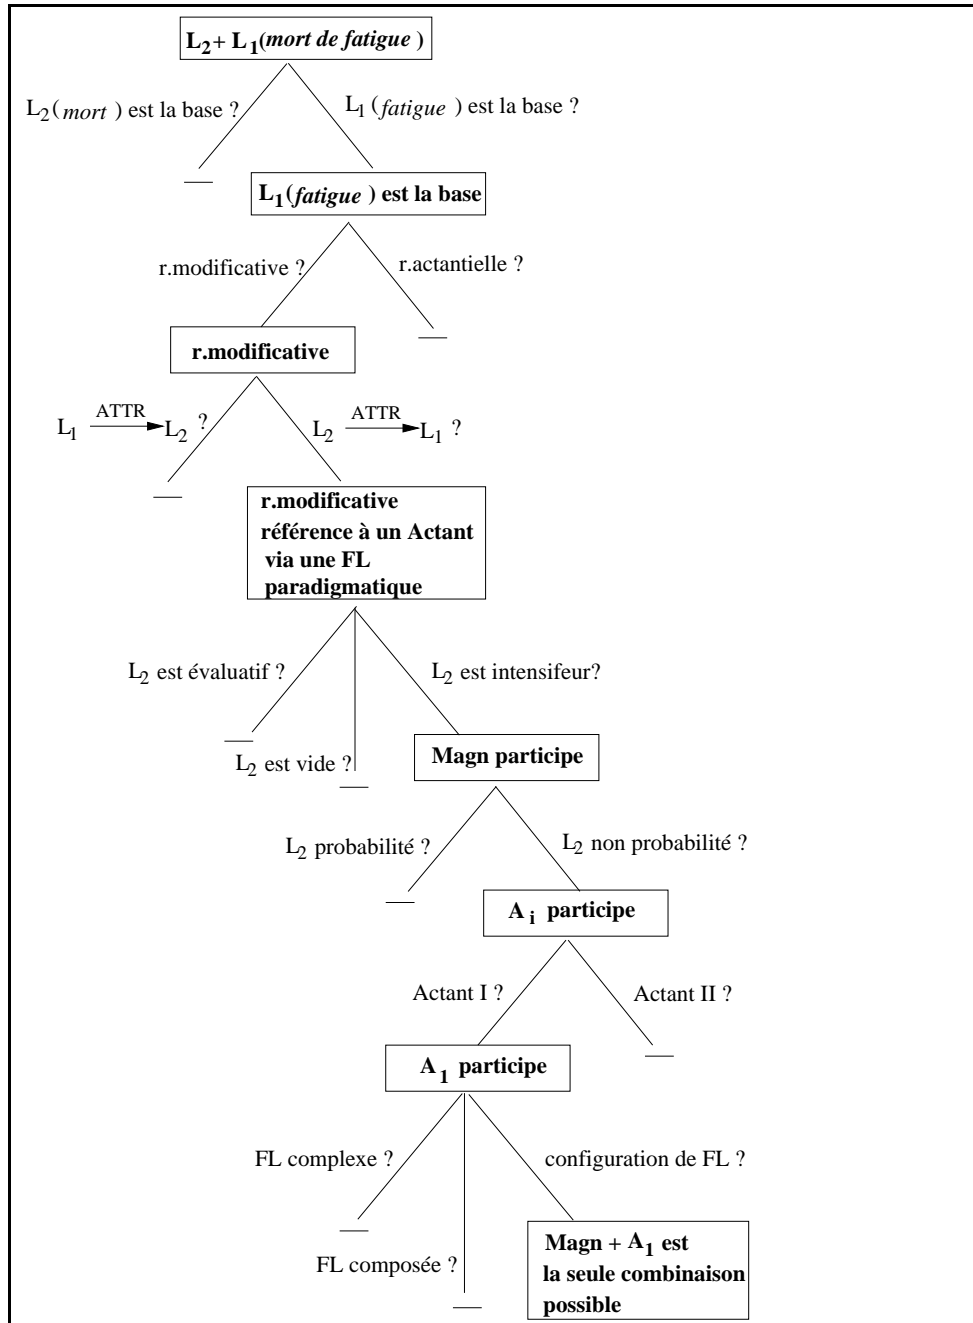 L2 + L1 (mort de fatigue )
L2 (mort ) est la base ?
L1 (fatigue ) est la base ?
L1 (fatigue ) est la base
r.modificative ?
r.actantielle ?
r.modificative
L1 ATTR L2 ?
L2 ATTR L1 ?
r.modificative
référence à un Actant
via une FL
paradigmatique
L2 est évaluatif ?
L2 est intensifeur?
L2 est vide ?
Magn participe
L2 probabilité ?
L2 non probabilité ?
Ai participe
Actant I ?
Actant II ?
A1 participe
FL complexe ?
configuration de FL ?
FL composée ?
Magn + A1 est
la seule combinaison
possible